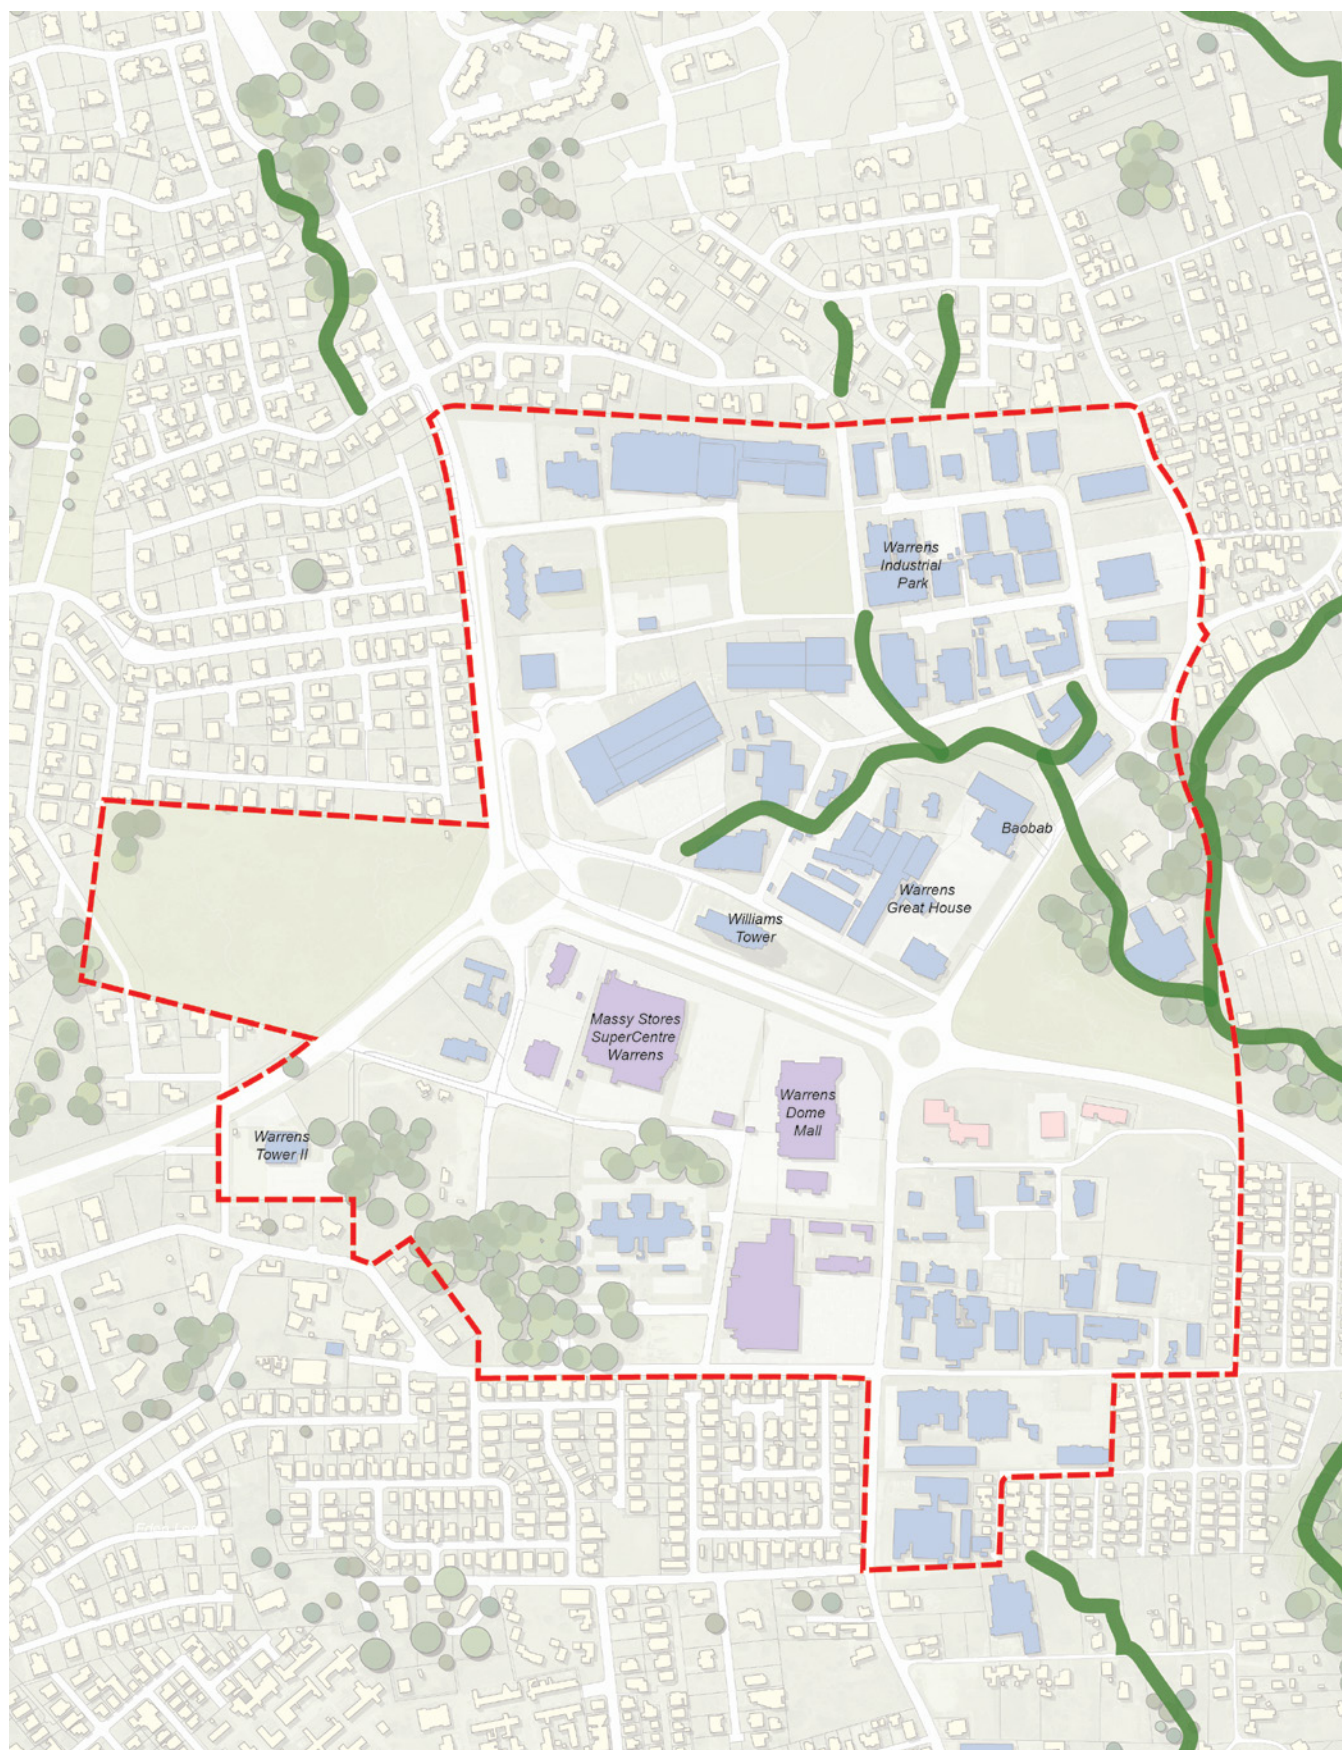 Warrens
Industrial
Park
Baobab
Warrens
Great House
Williams
Tower
Massy Stores
SuperCentre
Warrens
Warrens
Dome
Mall
Warrens
Tower II